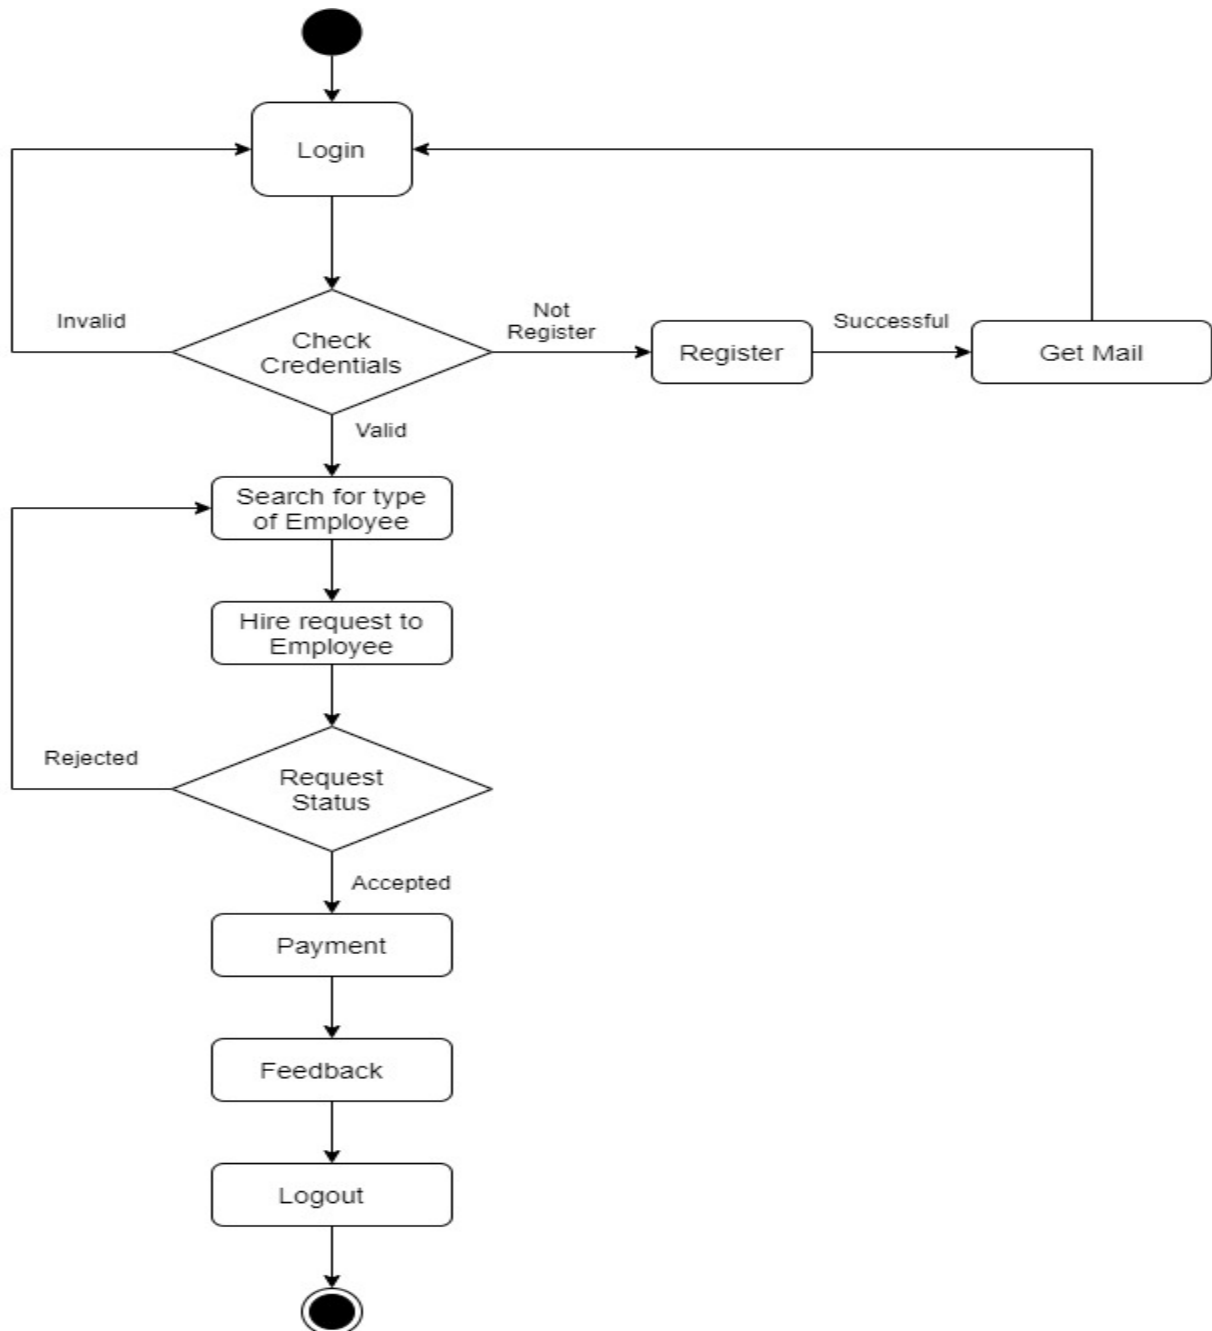 Login
Invalid
Check
Credentials
Not
Register
Register
Successful
Get Mail
Valid
Search for type
of Employee
Hire request to
Employee
Rejected
Request
Status
Accepted
Payment
Feedback
Logout